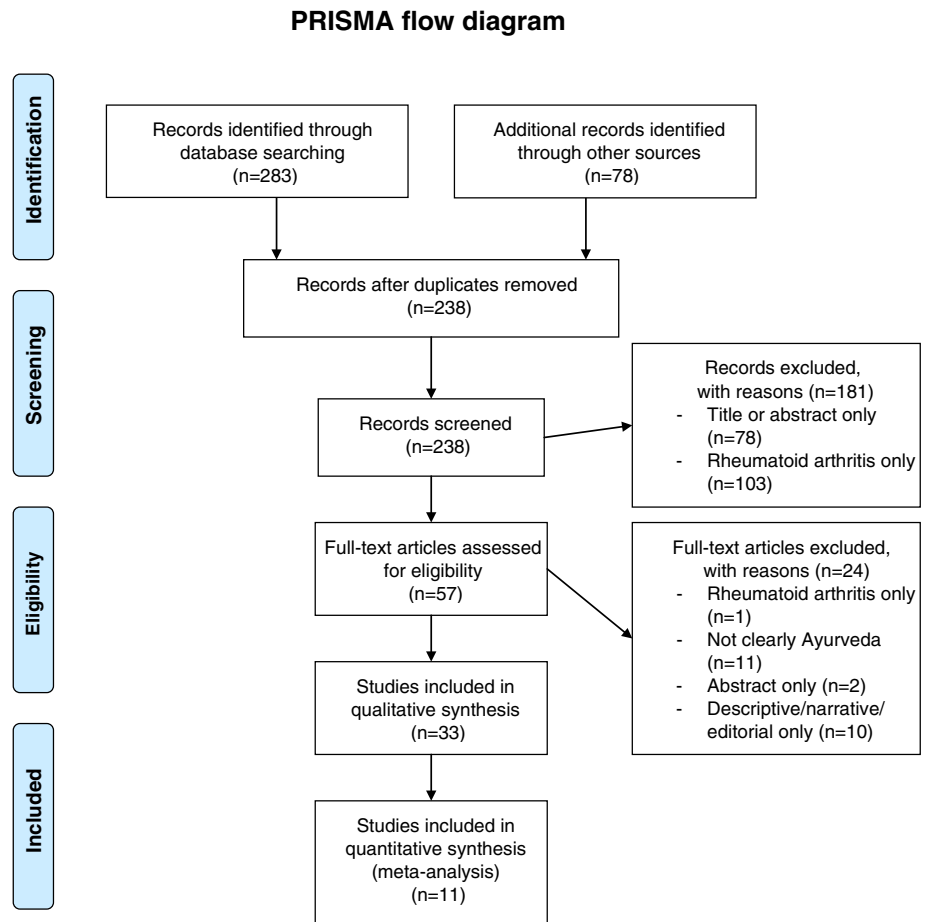 PRISMA flow diagram
Identification
Records identified through
database searching
(n=283)
Additional records identified
through other sources
(n=78)
Records after duplicates removed
(n=238)
Screening
Records screened
(n=238)
Records excluded,
with reasons (n=181)
- Title or abstract only
(n=78)
- Rheumatoid arthritis only
(n=103)
Eligibility
Full-text articles assessed
for eligibility
(n=57)
Full-text articles excluded,
with reasons (n=24)
- Rheumatoid arthritis only
(n=1)
- Not clearly Ayurveda
(n=11)
- Abstract only (n=2)
- Descriptive/narrative/
editorial only (n=10)
Studies included in
qualitative synthesis
(n=33)
Included
Studies included in
quantitative synthesis
(meta-analysis)
(n=11)